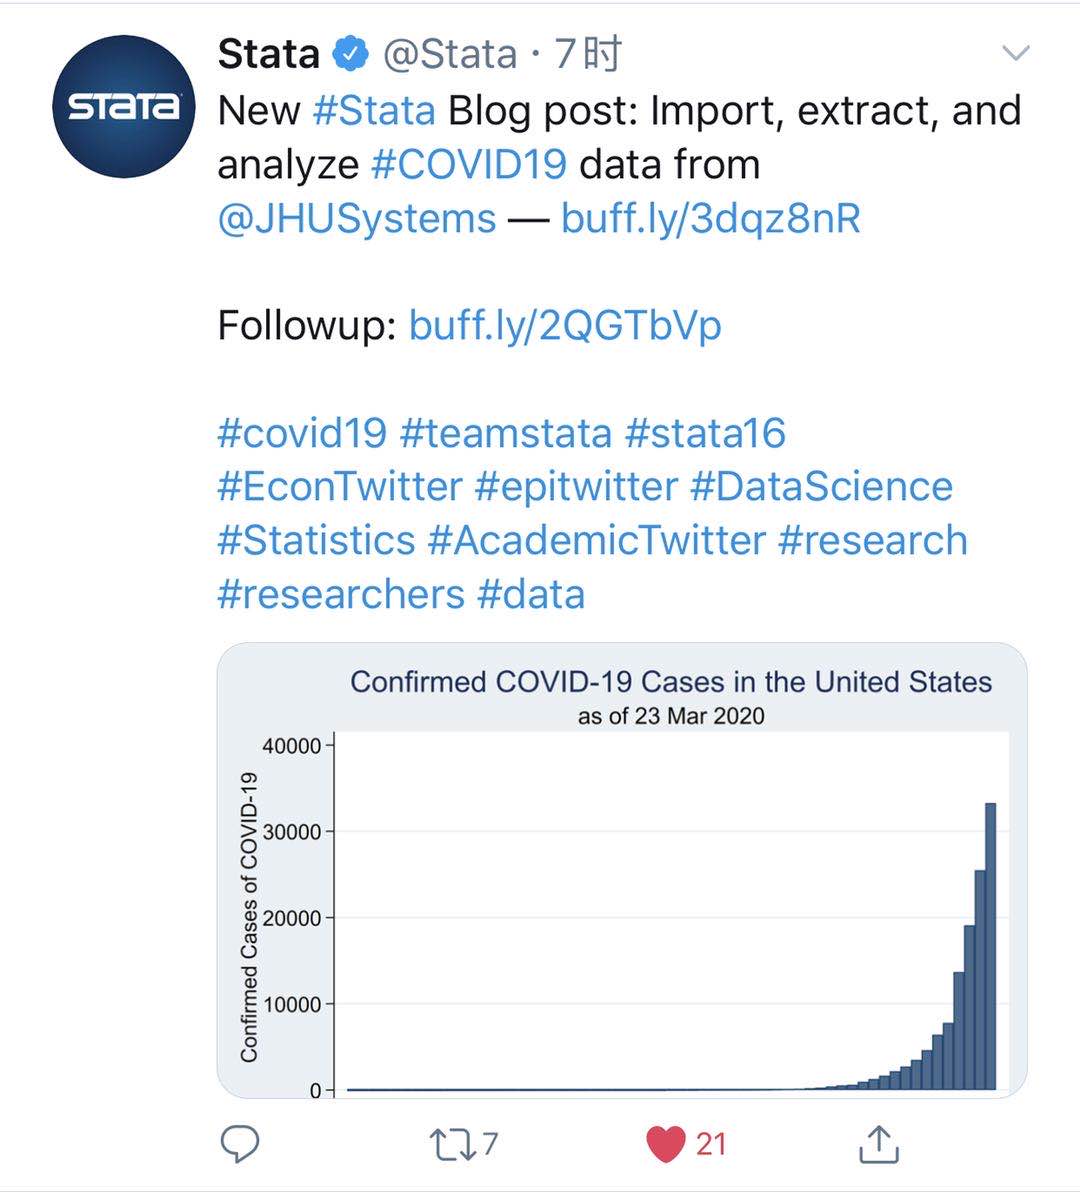 STATA
Stata @Stata · 7时
New #Stata Blog post: Import, extract, and
analyze #COVID19 data from
@JHUSystems — buff.ly/3dqz8nR
Followup: buff.ly/2QGTbVp
#covid19 #teamstata #stata16
#EconTwitter #epitwitter #DataScience
#Statistics #AcademicTwitter #research
#researchers #data
Confirmed COVID-19 Cases in the United States
as of 23 Mar 2020
Confirmed Cases of COVID-19
40000
30000
20000
10000
0
7
21